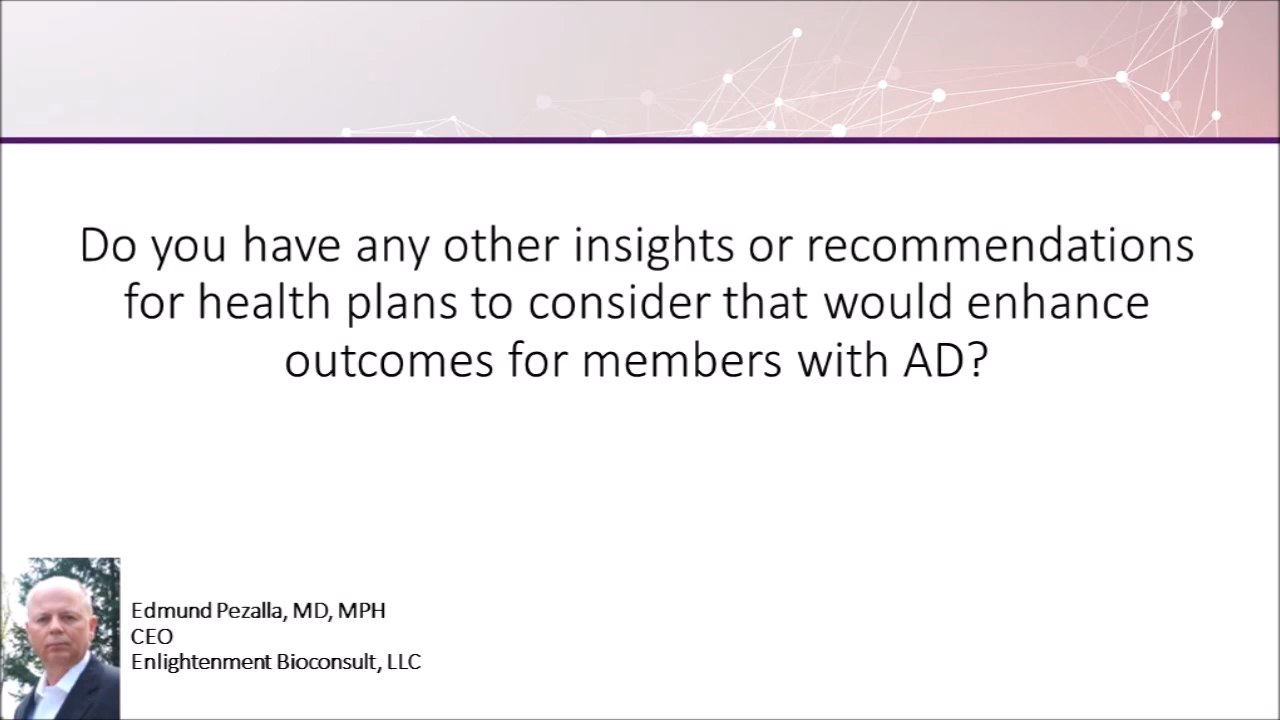 Do you have any other insights or recommendations
for health plans to consider that would enhance
outcomes for members with AD?
Edmund Pezalla, MD, MPH
CEO
Enlightenment Bioconsult, LLC